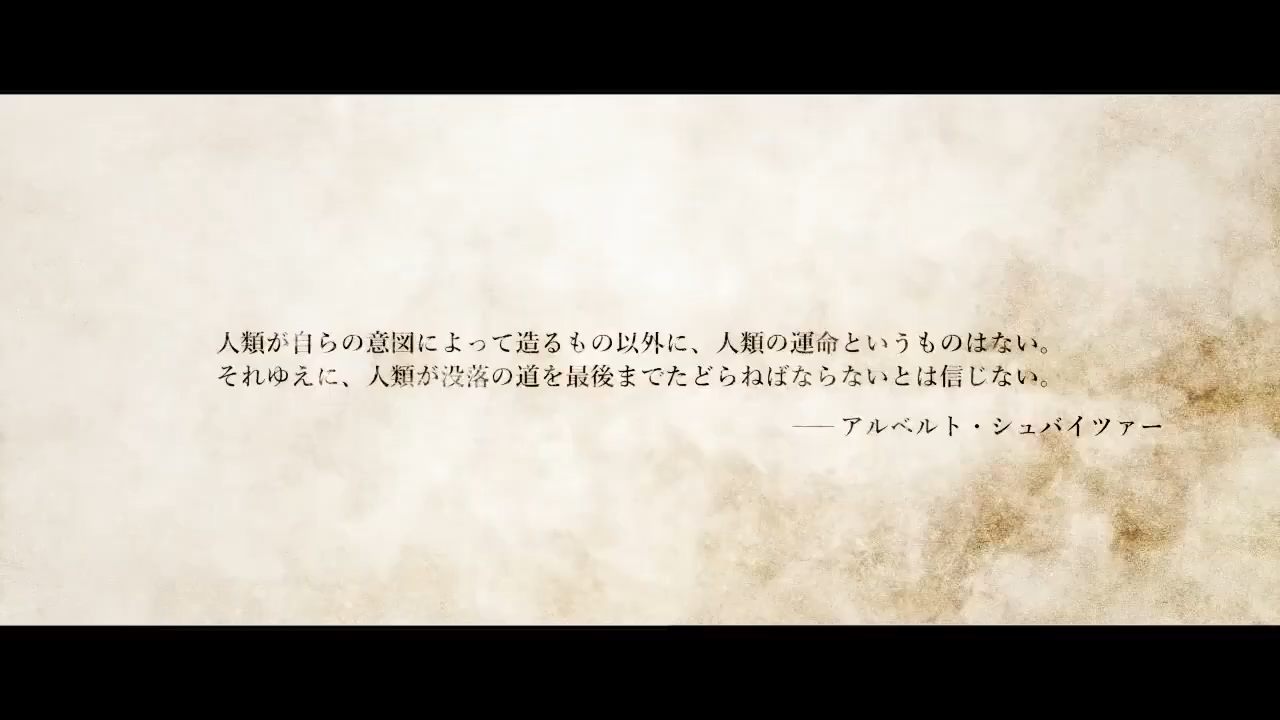 人類が自らの意図によって造るもの以外に、人類の運命というものはない。
それゆえに、人類が没落の道を最後までたどらねばならないとは信じない。
――アルベルト・シュバイツァー